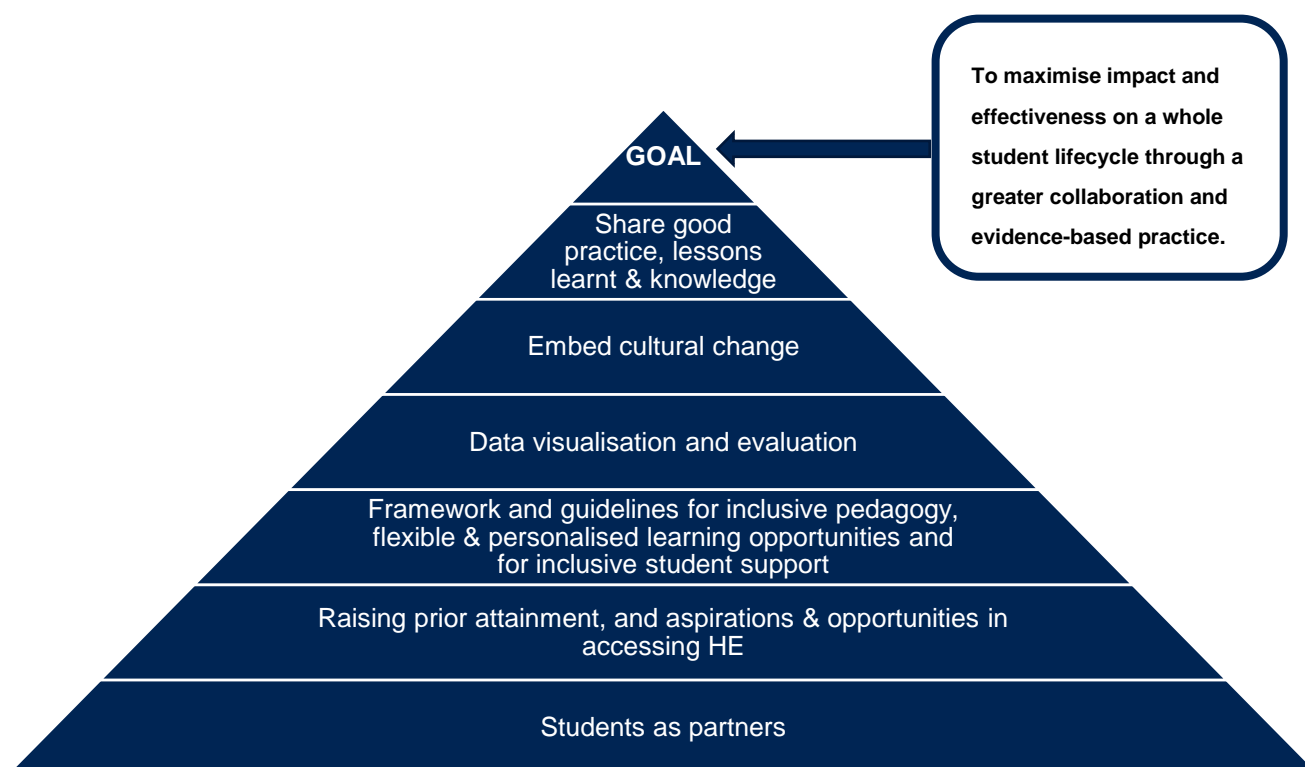 To maximise impact and
effectiveness on a whole
student lifecycle through a
greater collaboration and
evidence-based practice.
GOAL
Share good
practice, lessons
learnt & knowledge
Embed cultural change
Data visualisation and evaluation
Framework and guidelines for inclusive pedagogy,
flexible & personalised learning opportunities and
for inclusive student support
Raising prior attainment, and aspirations & opportunities in
accessing HE
Students as partners